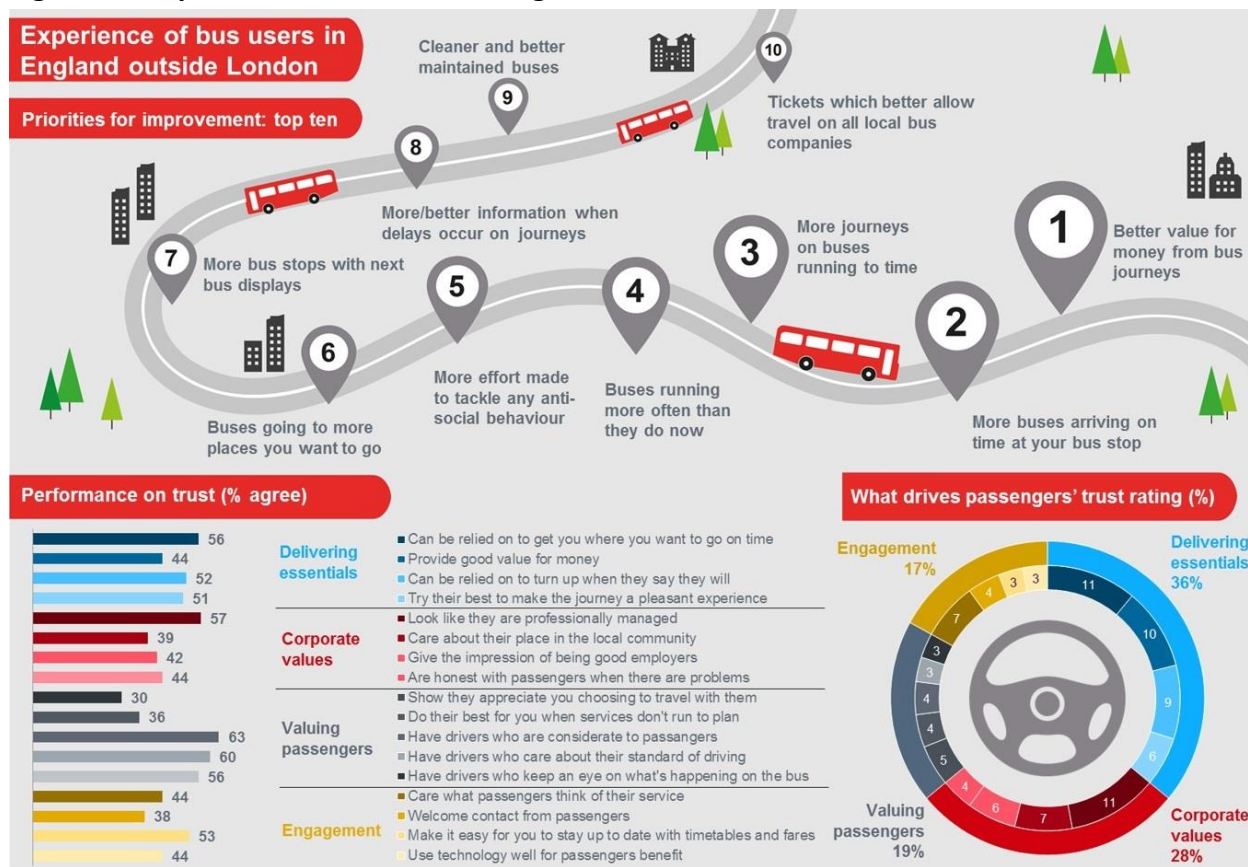 Experience of bus users in
England outside London
Priorities for improvement: top ten
1
Better value for
money from bus
journeys
2
More buses arriving on
time at your bus stop
3
More journeys
on buses
running to time
4
Buses running
more often than
they do now
5
More effort made
to tackle any anti-
social behaviour
6
Buses going to more
places you want to go
7
More bus stops with next
bus displays
8
More/better information when
delays occur on journeys
9
Cleaner and better
maintained buses
10
Tickets which better allow
travel on all local bus
companies
Performance on trust (% agree)
Delivering
essentials
56 Can be relied on to get you where you want to go on time
44 Provide good value for money
52 Can be relied on to turn up when they say they will
51 Try their best to make the journey a pleasant experience
Corporate
values
57 Look like they are professionally managed
39 Care about their place in the local community
42 Give the impression of being good employers
44 Are honest with passengers when there are problems
Valuing
passengers
30 Show they appreciate you choosing to travel with them
36 Do their best for you when services don't run to plan
63 Have drivers who are considerate to passangers
60 Have drivers who care about their standard of driving
56 Have drivers who keep an eye on what's happening on the bus
Engagement
44 Care what passengers think of their service
38 Welcome contact from passengers
53 Make it easy for you to stay up to date with timetables and fares
44 Use technology well for passengers benefit
What drives passengers' trust rating (%)
Delivering
essentials
36%
11
10
9
6
Corporate
values
28%
11
7
6
4
Valuing
passengers
19%
5
4
4
3
3
Engagement
17%
7
4
3
3